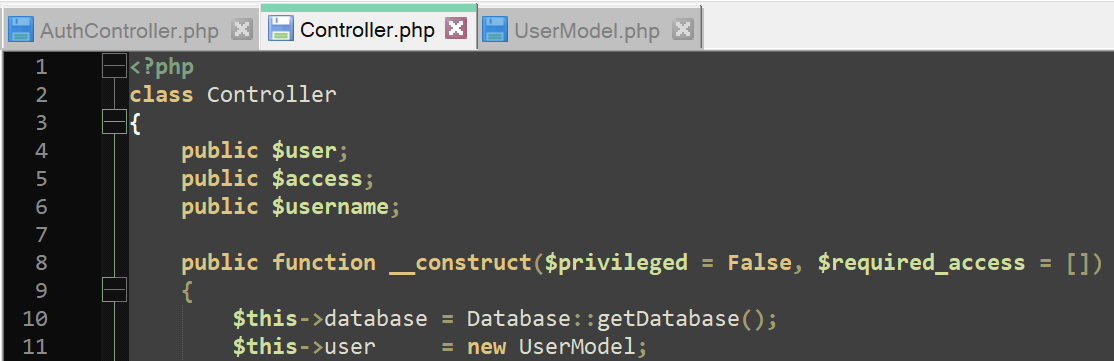 AuthController.php Controller.php UserModel.php
1 <?php
2 class Controller
3 {
4     public $user;
5     public $access;
6     public $username;
7
8     public function __construct($privileged = False, $required_access = [])
9     {
10         $this->database = Database::getDatabase();
11         $this->user     = new UserModel;